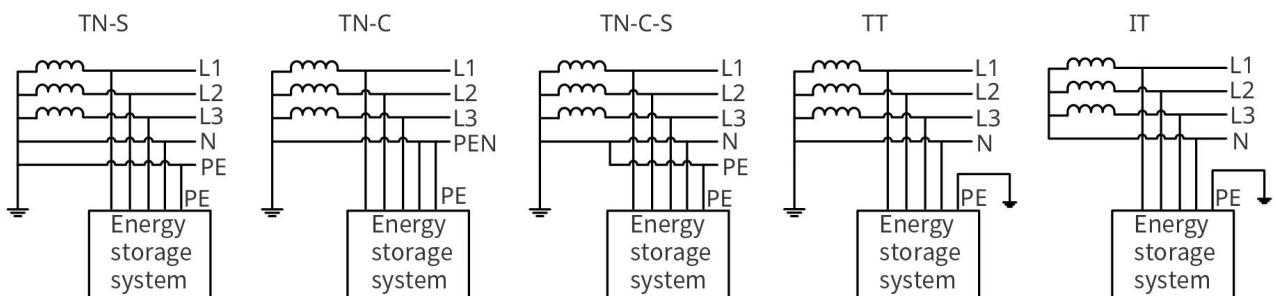 TN-S
TN-C
TN-C-S
TT
IT
L1
L2
L3
N
PE
PE
Energy
storage
system
L1
L2
L3
PEN
PE
Energy
storage
system
L1
L2
L3
N
PE
PE
Energy
storage
system
L1
L2
L3
N
PE
Energy
storage
system
L1
L2
L3
N
PE
Energy
storage
system